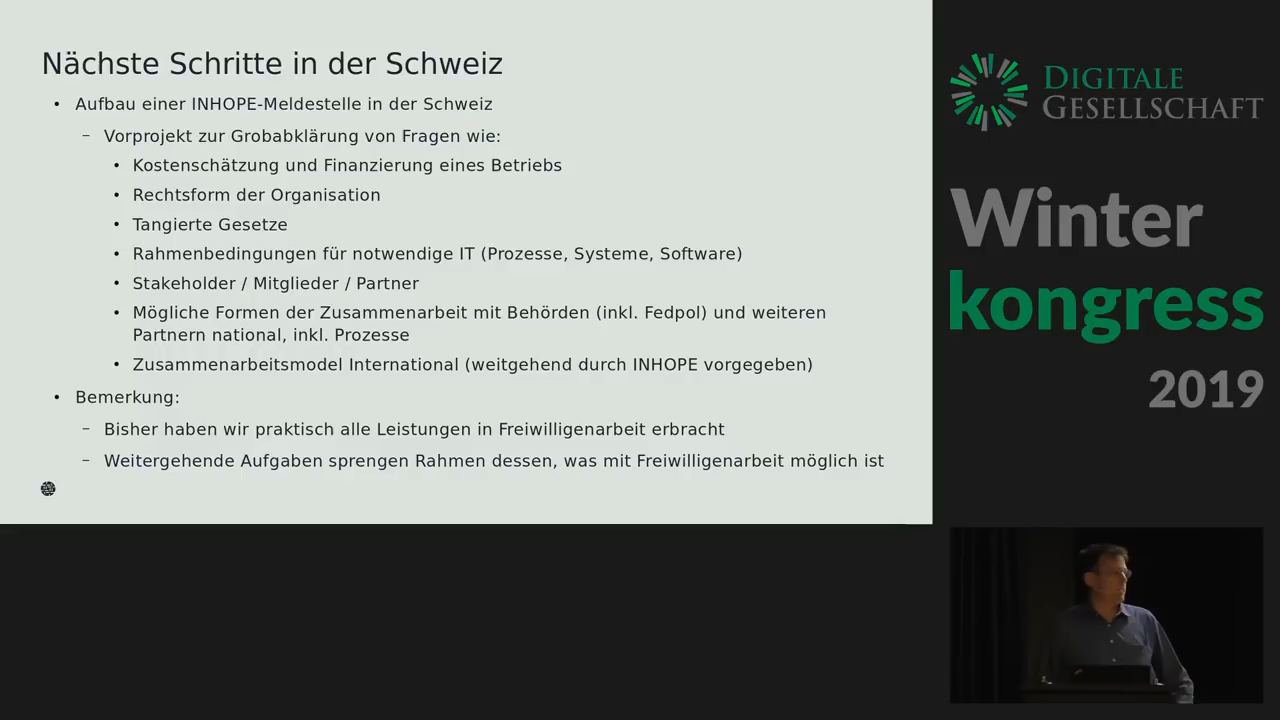 Nächste Schritte in der Schweiz
• Aufbau einer INHOPE-Meldestelle in der Schweiz
– Vorprojekt zur Grobabklärung von Fragen wie:
• Kostenschätzung und Finanzierung eines Betriebs
• Rechtsform der Organisation
• Tangierte Gesetze
• Rahmenbedingungen für notwendige IT (Prozesse, Systeme, Software)
• Stakeholder / Mitglieder / Partner
• Mögliche Formen der Zusammenarbeit mit Behörden (inkl. Fedpol) und weiteren
Partnern national, inkl. Prozesse
• Zusammenarbeitsmodel International (weitgehend durch INHOPE vorgegeben)
• Bemerkung:
– Bisher haben wir praktisch alle Leistungen in Freiwilligenarbeit erbracht
– Weitergehende Aufgaben sprengen Rahmen dessen, was mit Freiwilligenarbeit möglich ist
DIGITALE
GESELLSCHAFT
Winter
kongress
2019